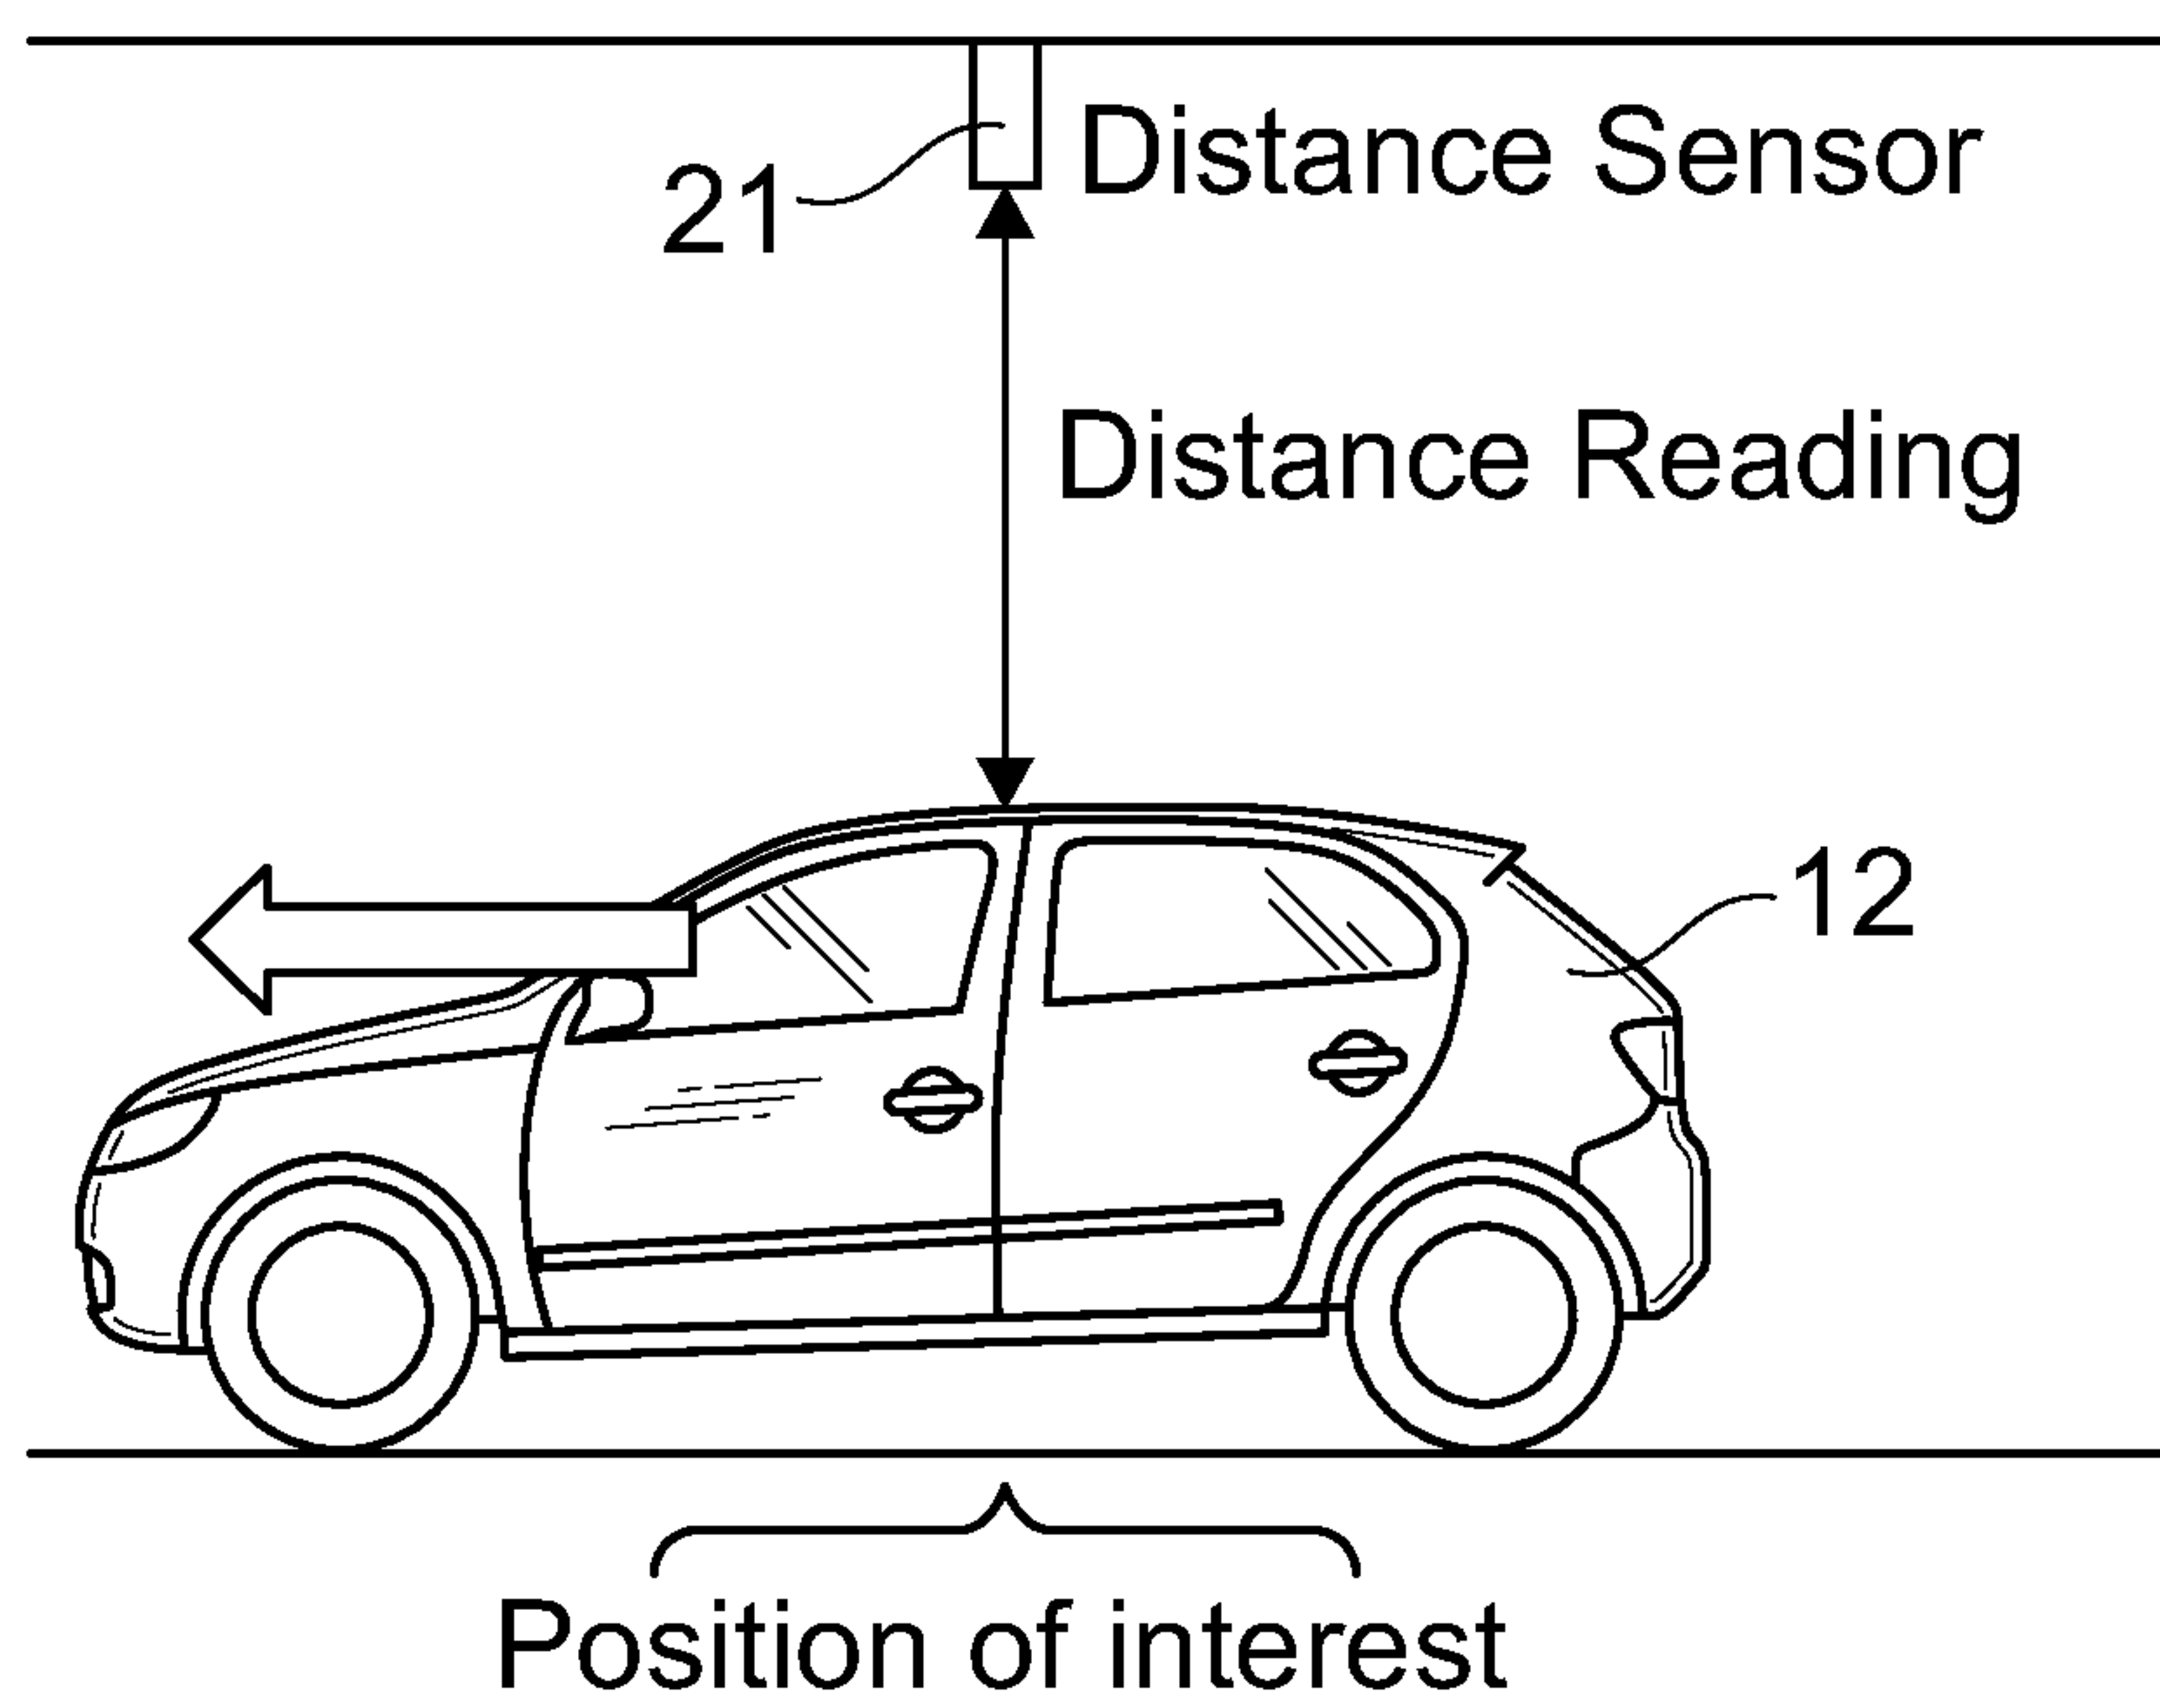 Distance Sensor
21
Distance Reading
12
Position of interest